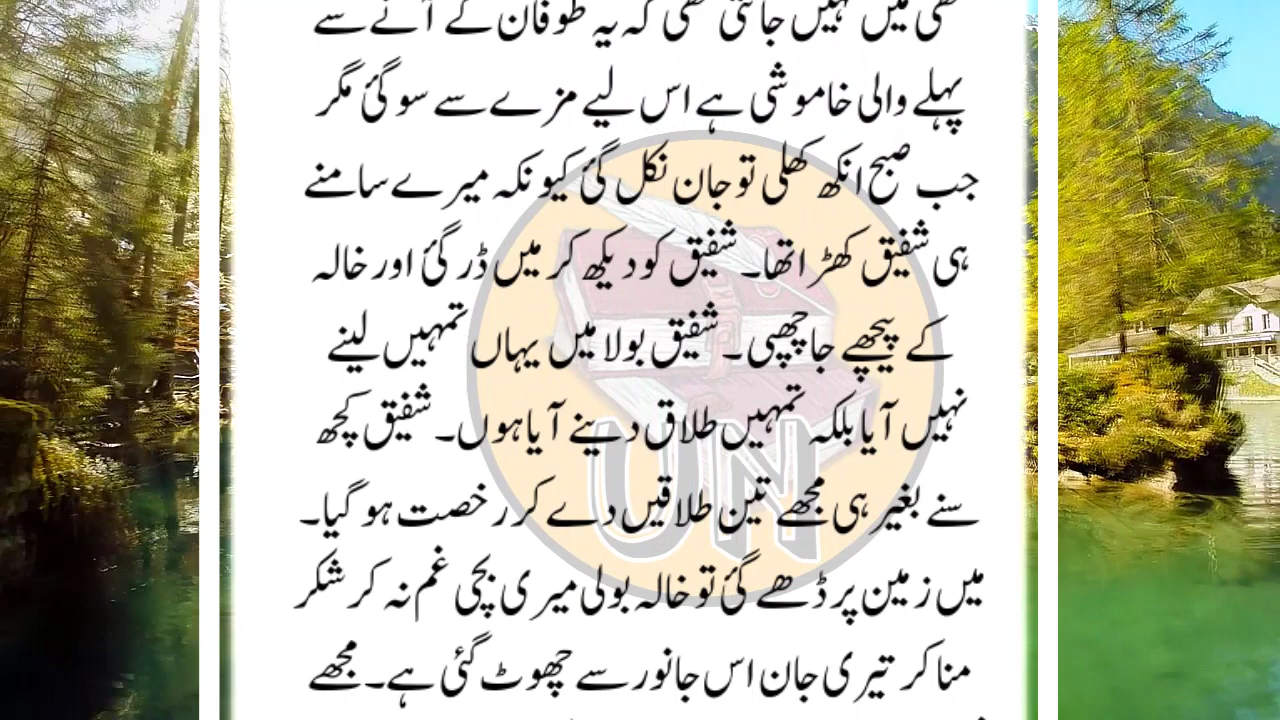 تھی میں نہیں جانتی تھی کہ یہ طوفان کے آنے سے
پہلے والی خاموشی ہے اس لیے مزے سے سو گئ مگر
جب صبح انکھ کھلی تو جان نکل گئ کیونکہ میرے سامنے
ہی شفیق کھڑا تھا۔ شفیق کو دیکھ کر میں ڈر گئ اور خالہ
کے پیچھے جا چھپی۔ شفیق بولا میں یہاں تمہیں لینے
نہیں آیا بلکہ تمہیں طلاق دینے آیا ہوں۔ شفیق کچھ
سنے بغیر ہی مجھے تین طلاقیں دے کر رخصت ہو گیا۔
میں زمین پر ڈھے گئ تو خالہ بولی میری بچی غم نہ کر شکر
منا کر تیری جان اس جانور سے چھوٹ گئی ہے۔ مجھے
UN